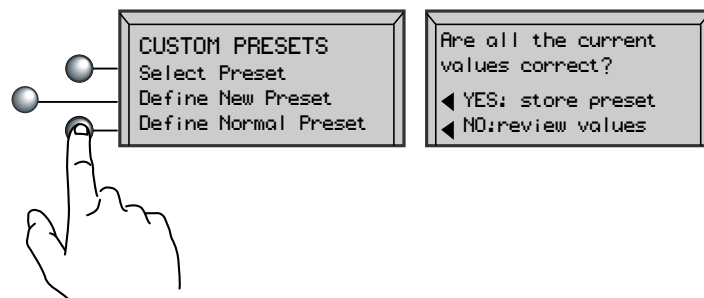 CUSTOM PRESETS
Select Preset
Define New Preset
Define Normal Preset
Are all the current
values correct?
YES: store preset
NO:review values